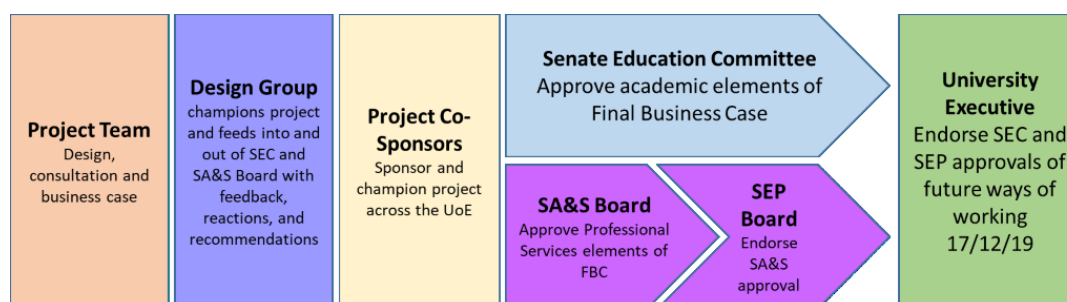 Project Team
Design,
consultation and
business case
Design Group
champions project
and feeds into and
out of SEC and
SA&S Board with
feedback,
reactions, and
recommendations
Project Co-
Sponsors
Sponsor and
champion project
across the UoE
Senate Education Committee
Approve academic elements of
Final Business Case
SA&S Board
Approve Professional
Services elements of
FBC
SEP
Board
Endorse
SA&S
approval
University
Executive
Endorse SEC and
SEP approvals of
future ways of
working
17/12/19